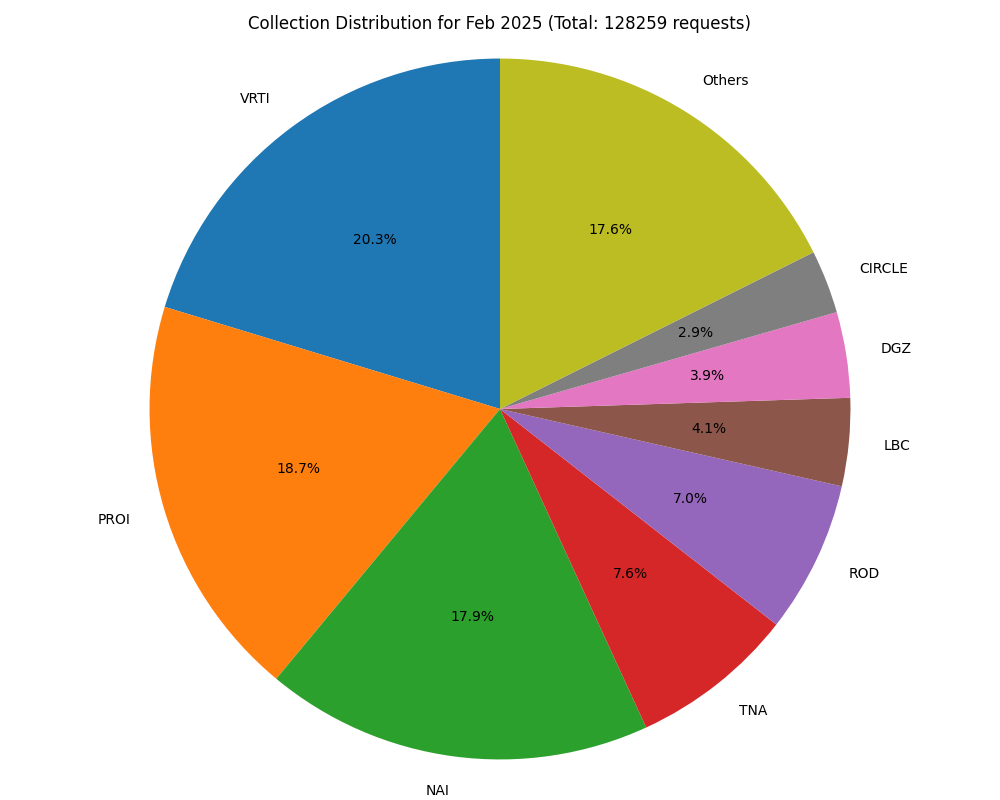 Collection Distribution for Feb 2025 (Total: 128259 requests)
VRTI
20.3%
PROI
18.7%
NAI
17.9%
TNA
7.6%
ROD
7.0%
LBC
4.1%
DGZ
3.9%
CIRCLE
2.9%
Others
17.6%